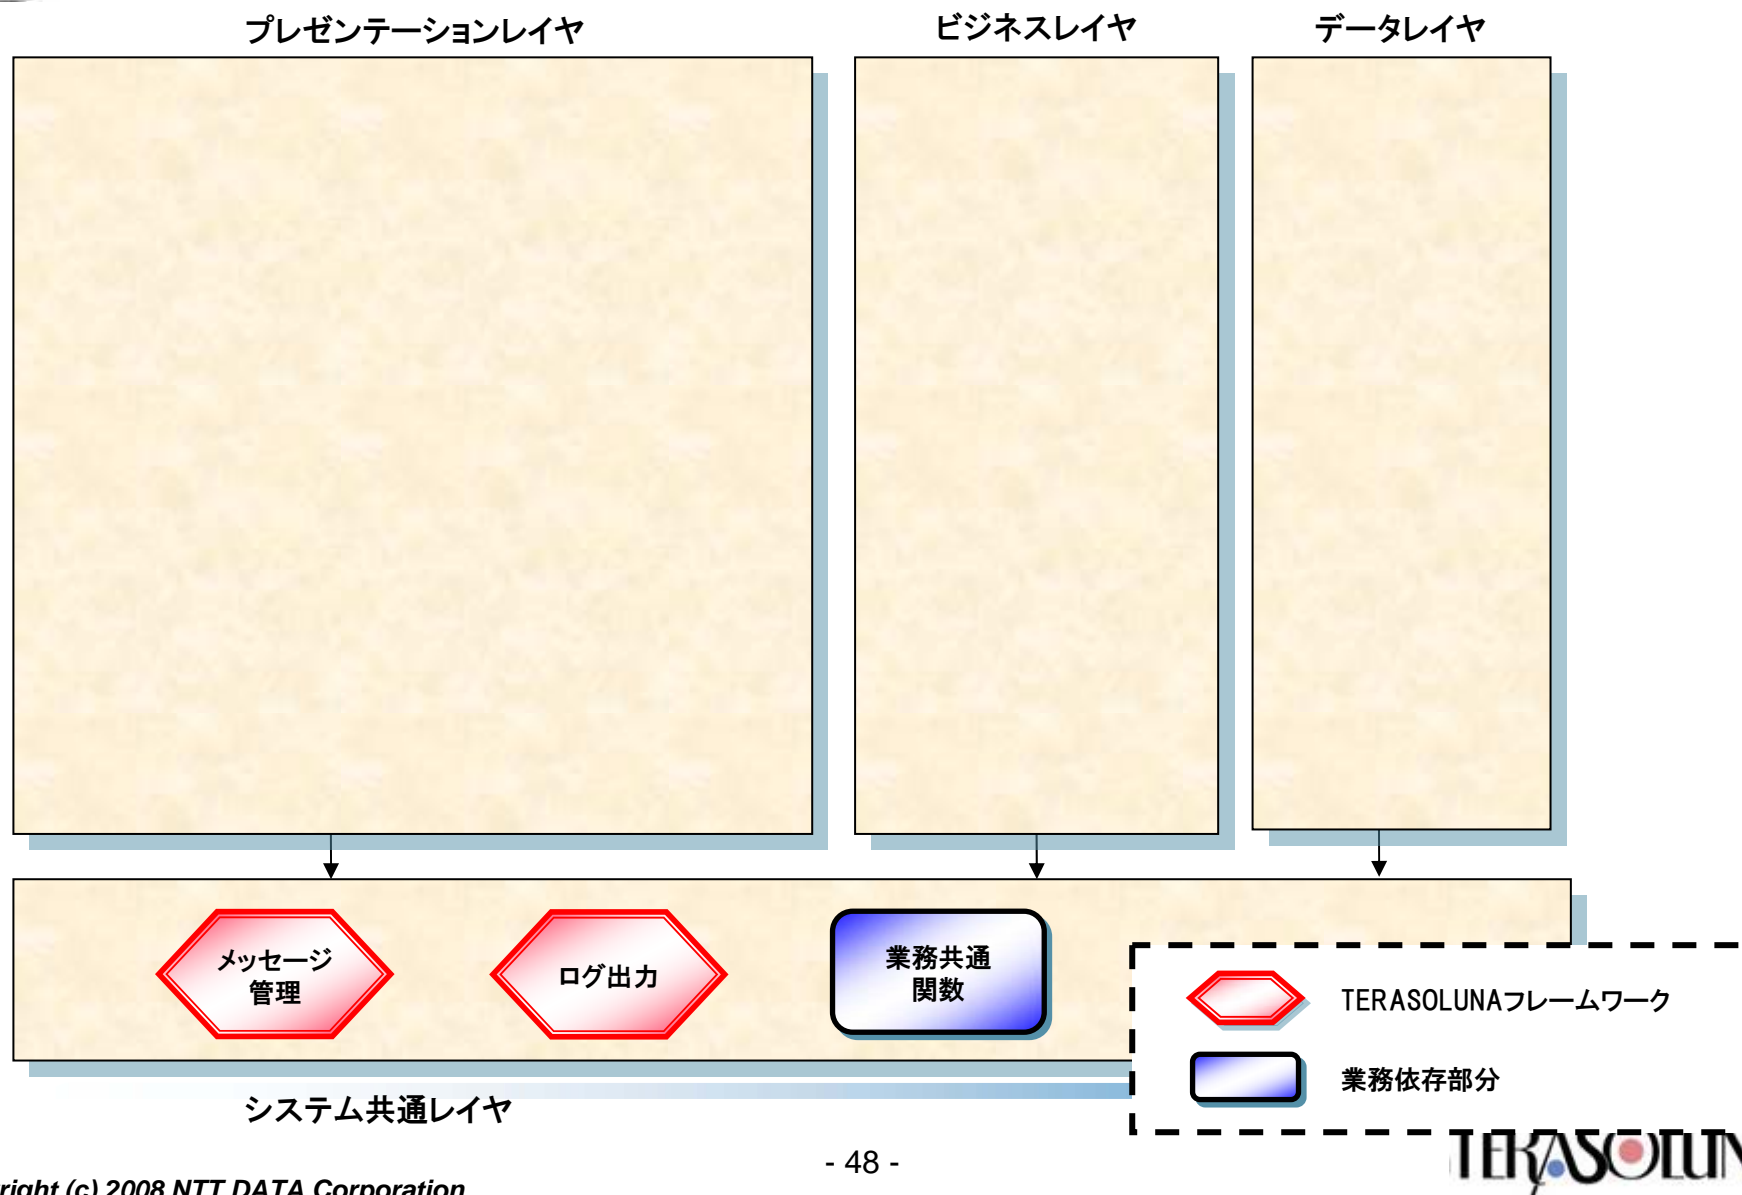 プレゼンテーションレイヤ
ビジネスレイヤ
データレイヤ
メッセージ
管理
ログ出力
業務共通
関数
TERASOLUNAフレームワーク
業務依存部分
システム共通レイヤ
- 48 -
right (c) 2008 NTT DATA Corporation
TERASOLUN